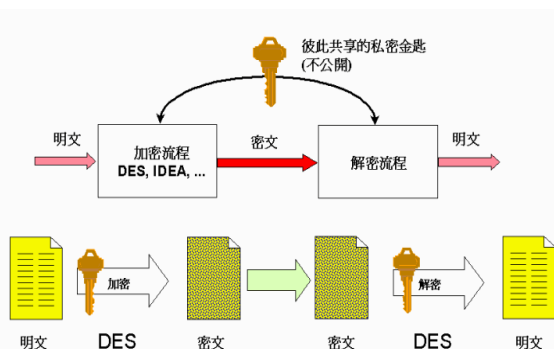 彼此共享的私密金匙
(不公開)
明文
加密流程
DES, IDEA, ...
密文
解密流程
明文
加密
解密
明文
DES
密文
密文
DES
明文